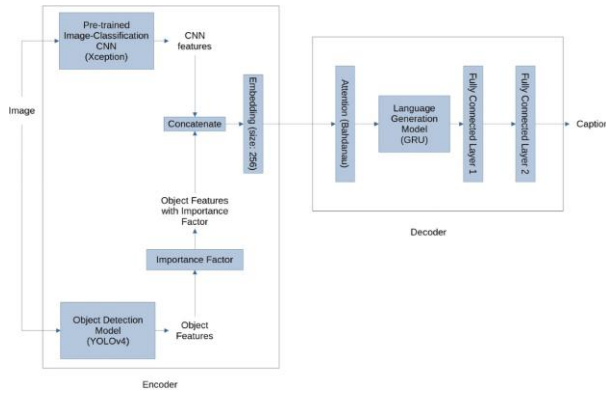 Pre-trained
Image-Classification
CNN
(Xception)
CNN
features
Image
Concatenate
Embedding (size: 256)
Object Features
with Importance
Factor
Importance Factor
Object Detection
Model
(YOLOv4)
Object
Features
Encoder
Attention (Bahdanau)
Language
Generation
Model
(GRU)
Fully Connected Layer 1
Fully Connected Layer 2
Caption
Decoder